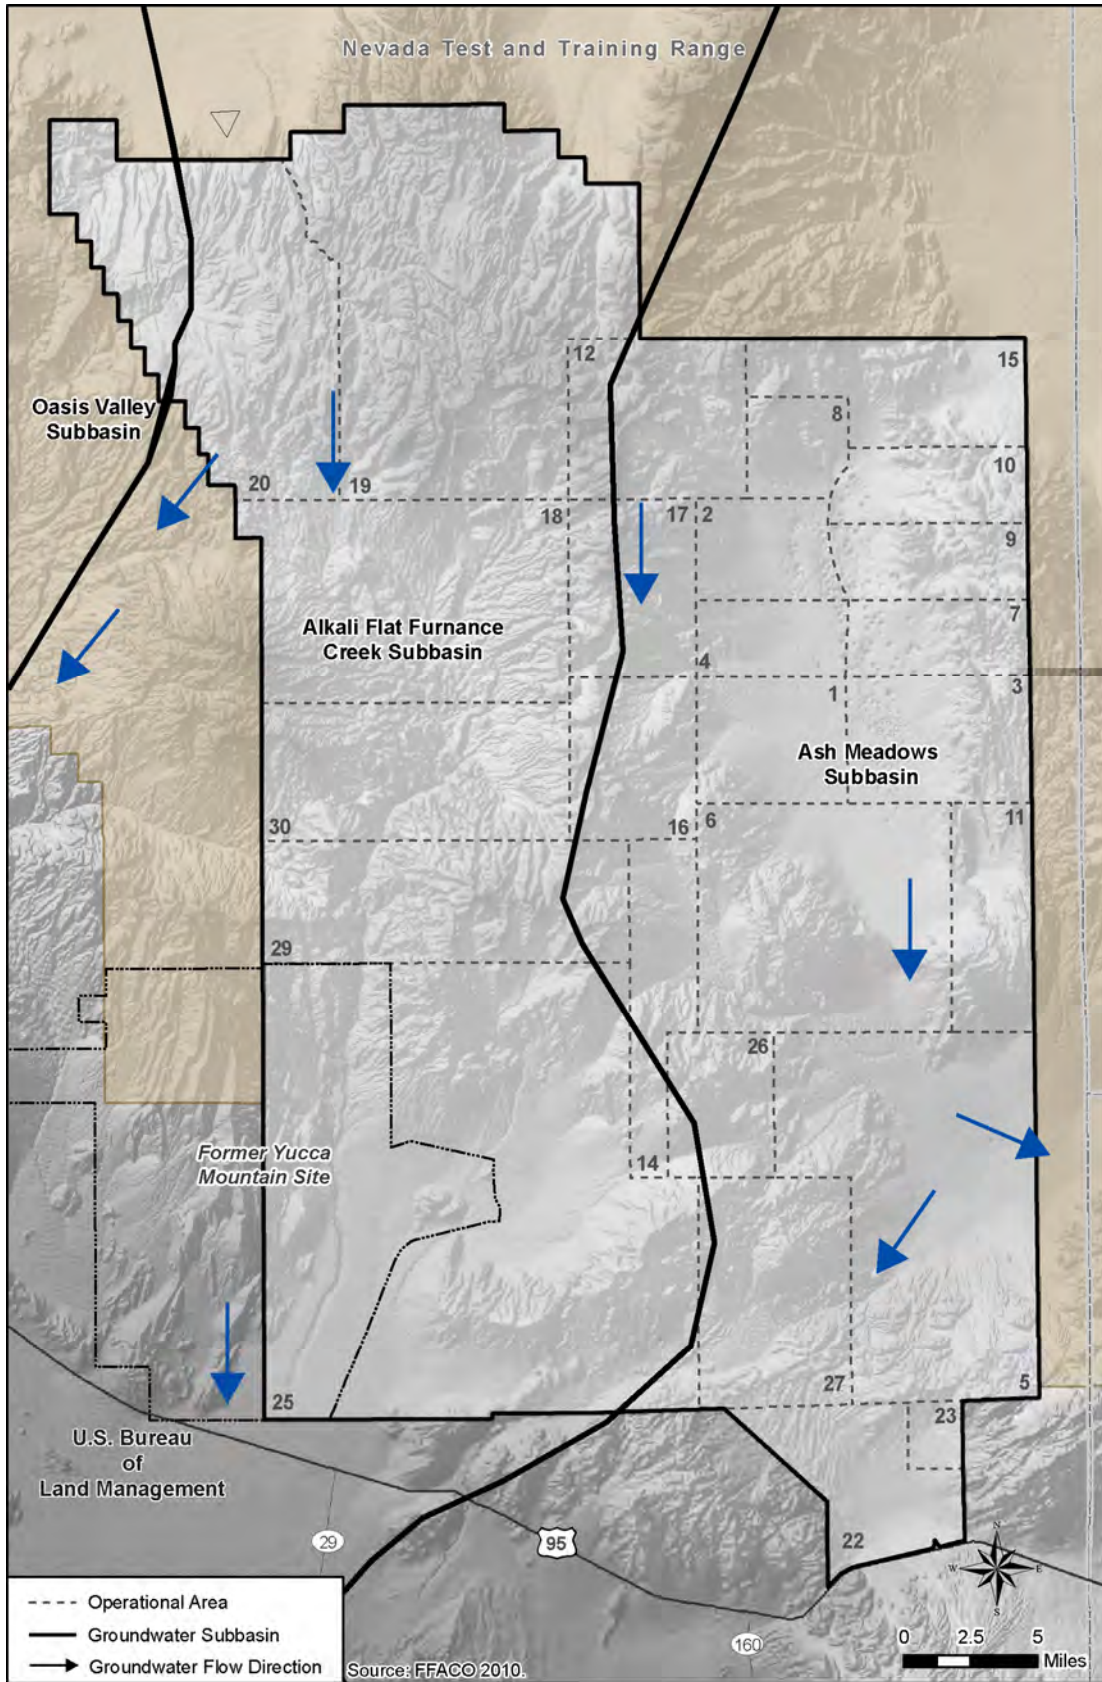 Nevada Test and Training Range
12
15
Oasis Valley
Subbasin
8
10
20
19
18
17
2
9
7
Alkali Flat Furnance
Creek Subbasin
4
1
3
Ash Meadows
Subbasin
30
16
6
11
29
26
Former Yucca
Mountain Site
14
25
27
5
23
U.S. Bureau
of
Land Management
29
95
22
N
W
E
S
160
Operational Area
Groundwater Subbasin
Groundwater Flow Direction
Source: FFACO 2010.
0 2.5 5
Miles